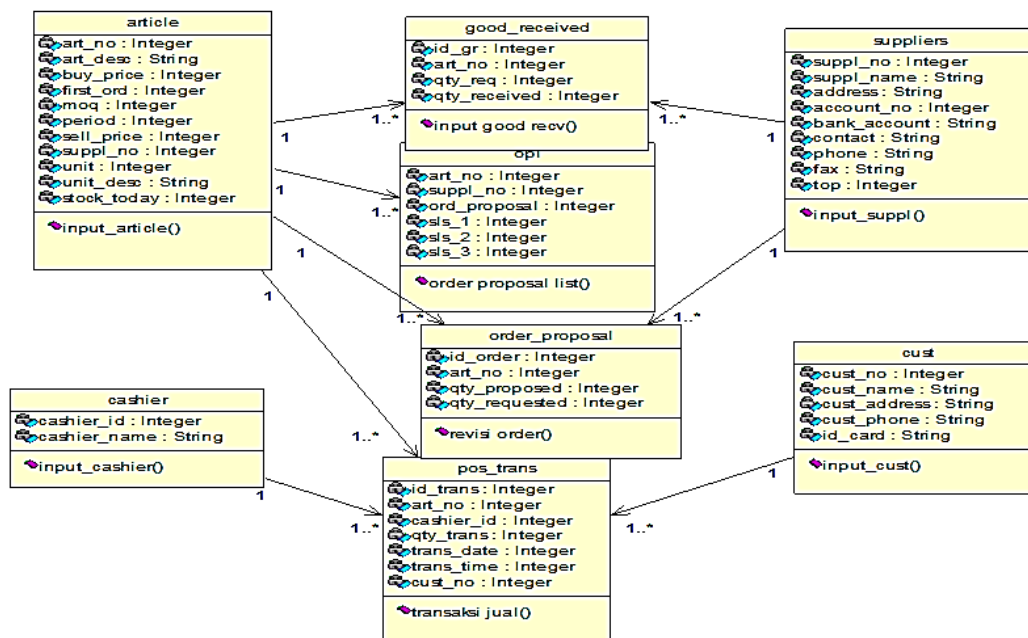 article
art_no : Integer
art_desc : String
buy_price : Integer
first_ord : Integer
moq : Integer
period : Integer
sell_price : Integer
suppl_no : Integer
unit : Integer
unit_desc : String
stock_today : Integer
input_article()
good_received
id_gr : Integer
art_no : Integer
qty_req : Integer
qty_received : Integer
input good recv()
suppliers
suppl_no : Integer
suppl_name : String
address : String
account_no : Integer
bank_account : String
contact : String
phone : String
fax : String
top : Integer
input_suppl()
1
1..*
1..*
1
opl
art_no : Integer
suppl_no : Integer
ord_proposal : Integer
sls_1 : Integer
sls_2 : Integer
sls_3 : Integer
order proposal list()
1
1..*
1
1
1
1..*
1..*
order_proposal
id_order : Integer
art_no : Integer
qty_proposed : Integer
qty_requested : Integer
revisi order()
cust
cust_no : Integer
cust_name : String
cust_address : String
cust_phone : String
id_card : String
input_cust()
cashier
cashier_id : Integer
cashier_name : String
input_cashier()
1..*
pos_trans
id_trans : Integer
art_no : Integer
cashier_id : Integer
qty_trans : Integer
trans_date : Integer
trans_time : Integer
cust_no : Integer
transaksi jual()
1
1..*
1..*
1